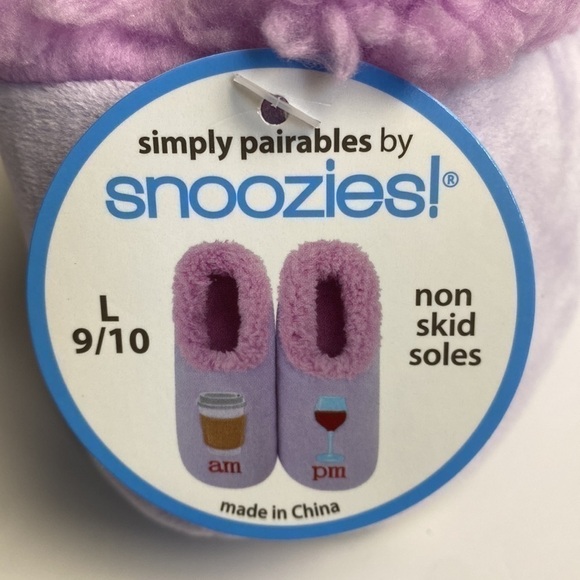 simply pairables by
snoozies!®
L
9/10
non
skid
soles
am
pm
made in China